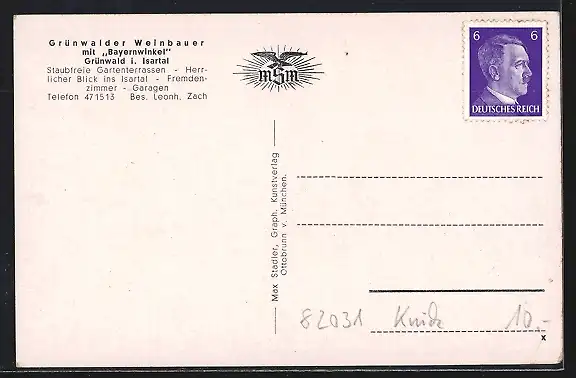 Grünwalder Weinbauer
mit „Bayernwinkel"
Grünwald i. Isartal
Staubfreie Gartenterrassen - Herr-
licher Blick ins Isartal - Fremden-
zimmer - Garagen
Telefon 471513 Bes. Leonh. Zach
mSm
6 6
DEUTSCHES REICH
Max Stadler, Graph. Kunstverlag
Ottobrunn v. München.
82031 10.-
x